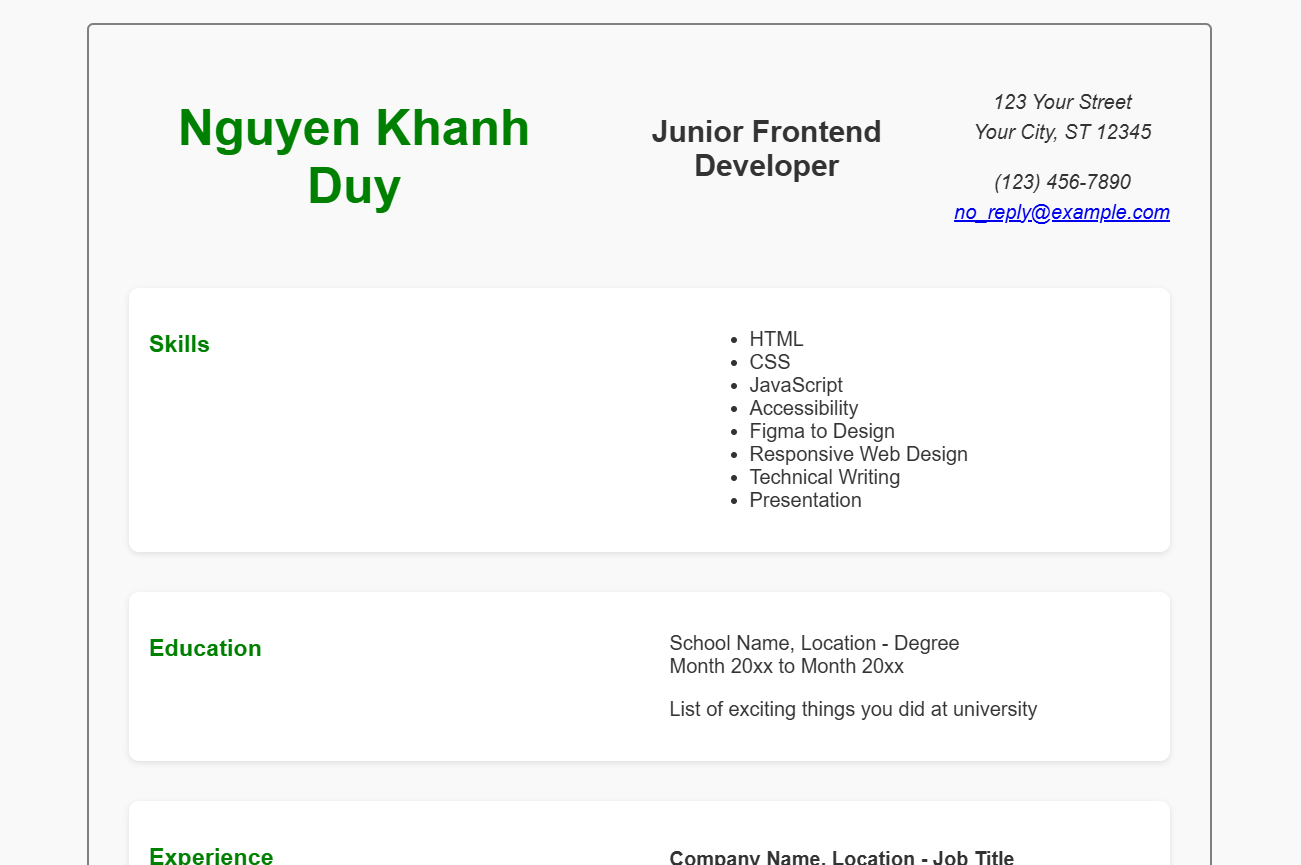 Nguyen Khanh
Duy
Junior Frontend
Developer
123 Your Street
Your City, ST 12345
(123) 456-7890
no_reply@example.com
Skills
HTML
CSS
JavaScript
Accessibility
Figma to Design
Responsive Web Design
Technical Writing
Presentation
Education
School Name, Location - Degree
Month 20xx to Month 20xx
List of exciting things you did at university
Experience
Company Name, Location - Job Title